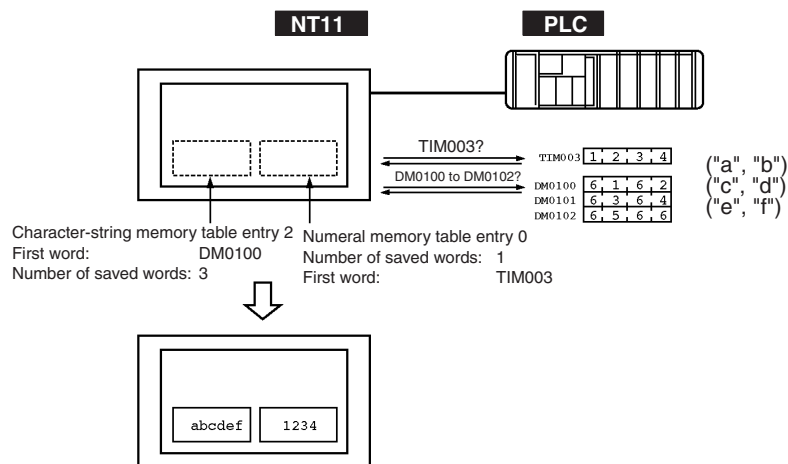 NT11 PLC
TIM003?
TIM003 1 2 3 4
("a", "b")
DM0100 to DM0102?
DM0100 6 1 6 2
("c", "d")
DM0101 6 3 6 4
("e", "f")
DM0102 6 5 6 6
Character-string memory table entry 2
First word: DM0100
Number of saved words: 3
Numeral memory table entry 0
Number of saved words: 1
First word: TIM003
abcdef 1234